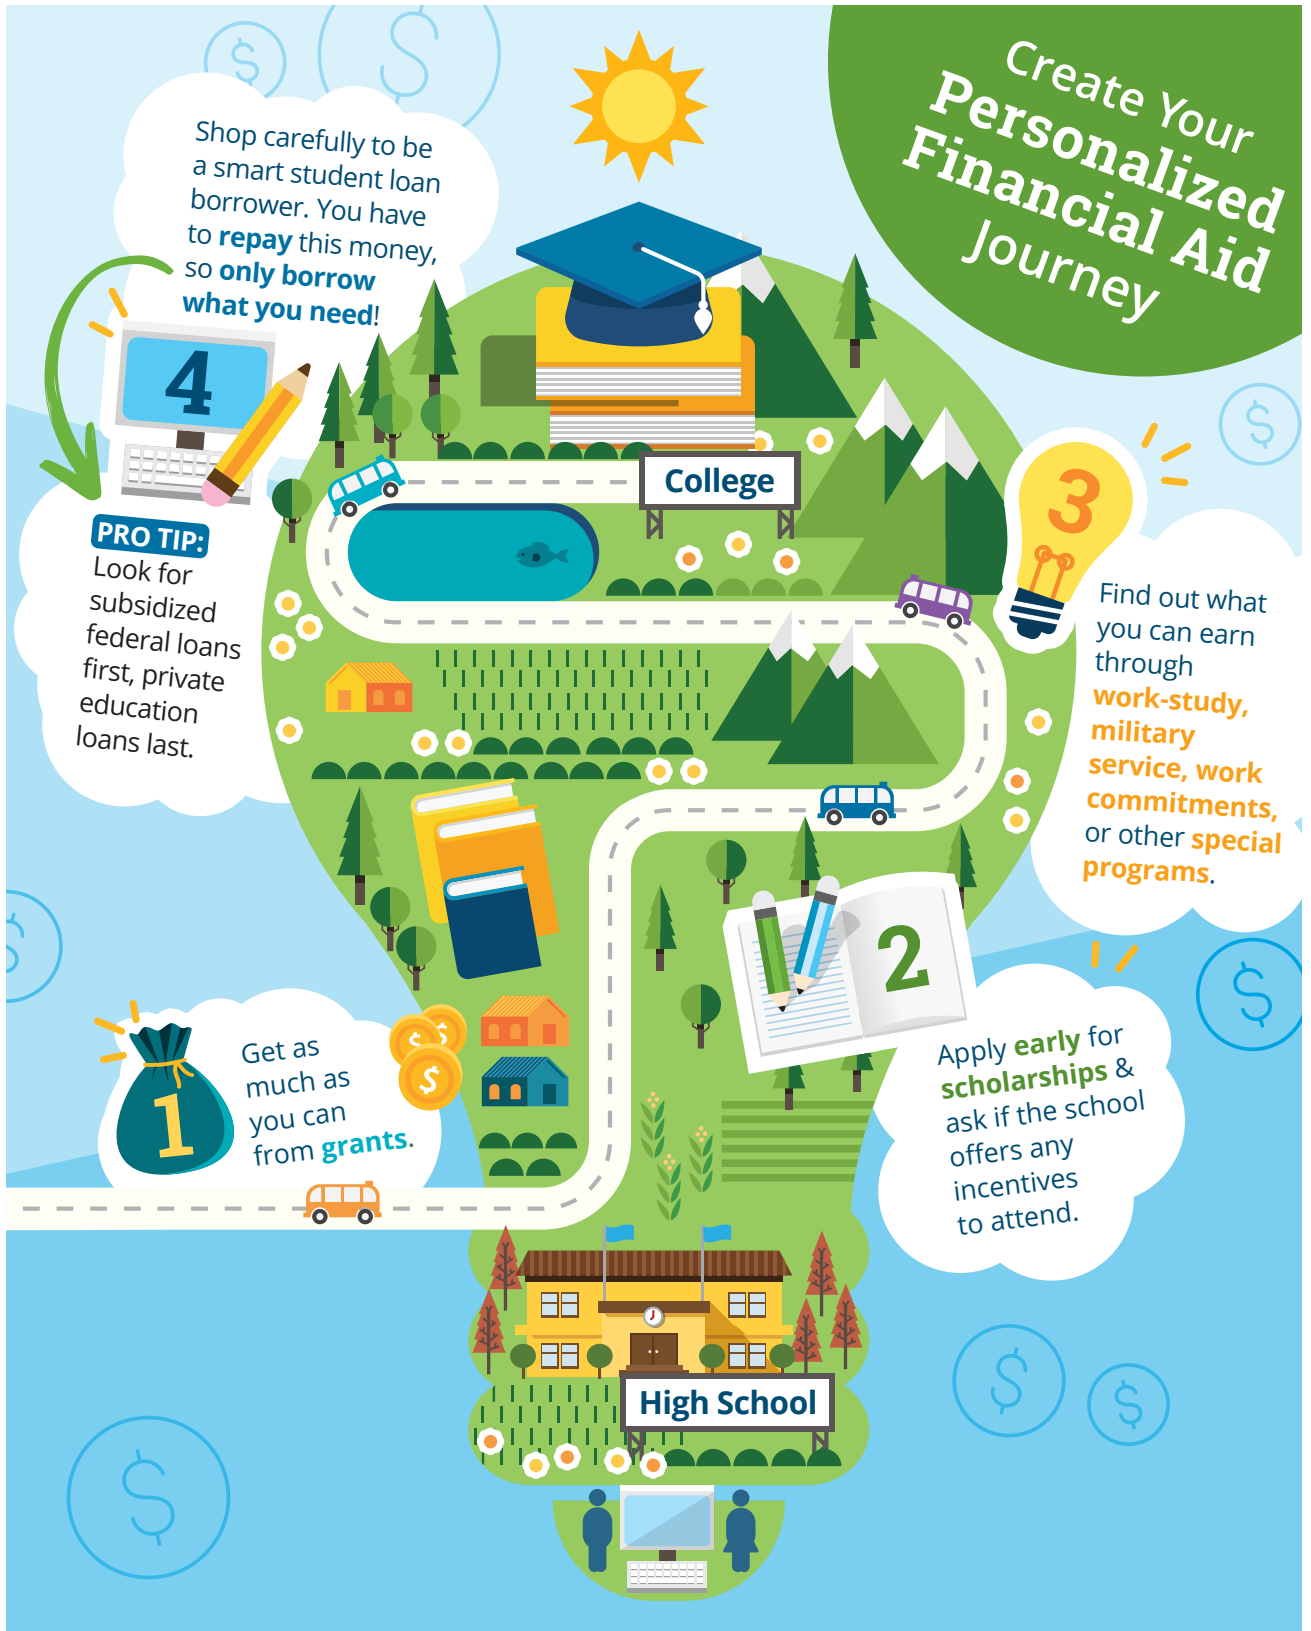 Create Your
Personalized
Financial Aid
Journey
Shop carefully to be
a smart student loan
borrower. You have
to repay this money,
so only borrow
what you need!
4
PRO TIP:
Look for
subsidized
federal loans
first, private
education
loans last.
College
3
Find out what
you can earn
through
work-study,
military
service, work
commitments,
or other special
programs.
2
Apply early for
scholarships &
ask if the school
offers any
incentives
to attend.
1
Get as
much as
you can
from grants.
$
$
$
High School
$
$
$
$
$
$
$
$